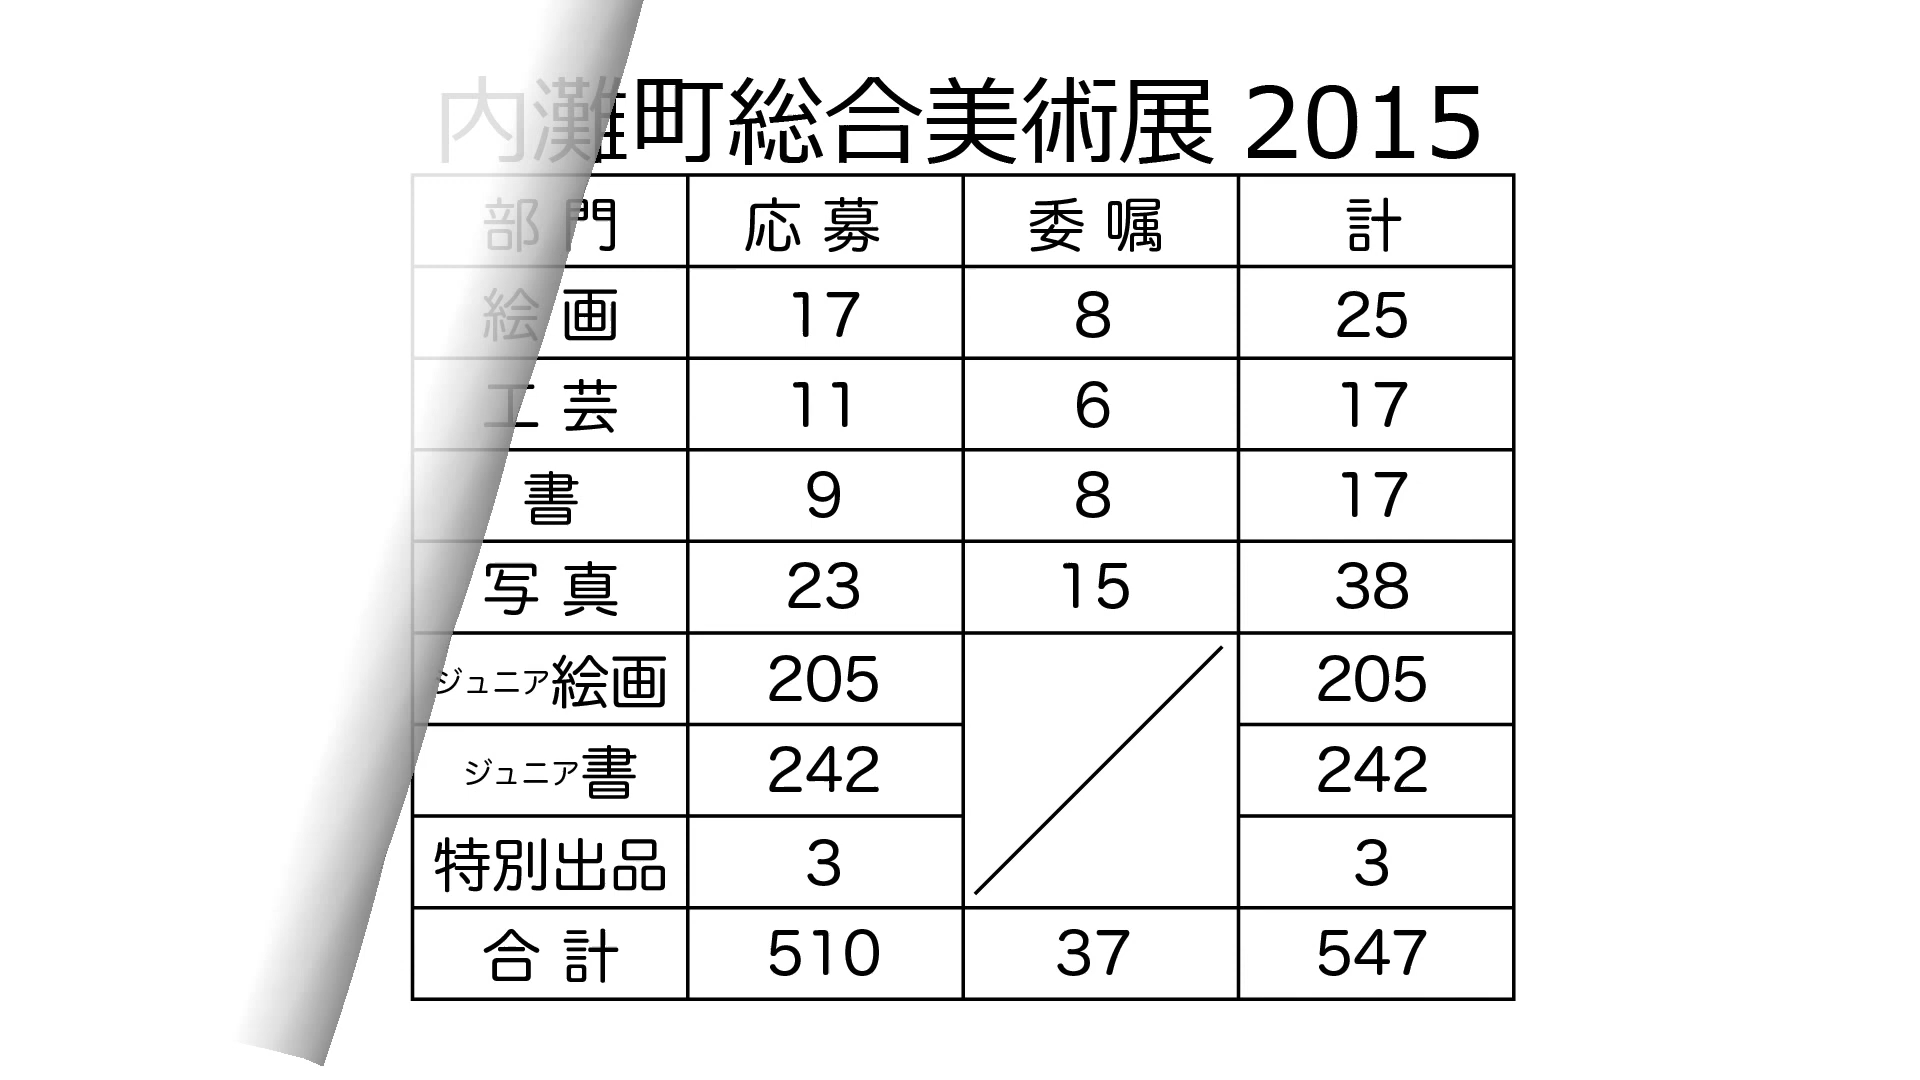 内灘町総合美術展 2015
部門 応募 委嘱 計
絵画 17 8 25
工芸 11 6 17
書 9 8 17
写真 23 15 38
ジュニア絵画 205 205
ジュニア書 242 242
特別出品 3 3
合計 510 37 547